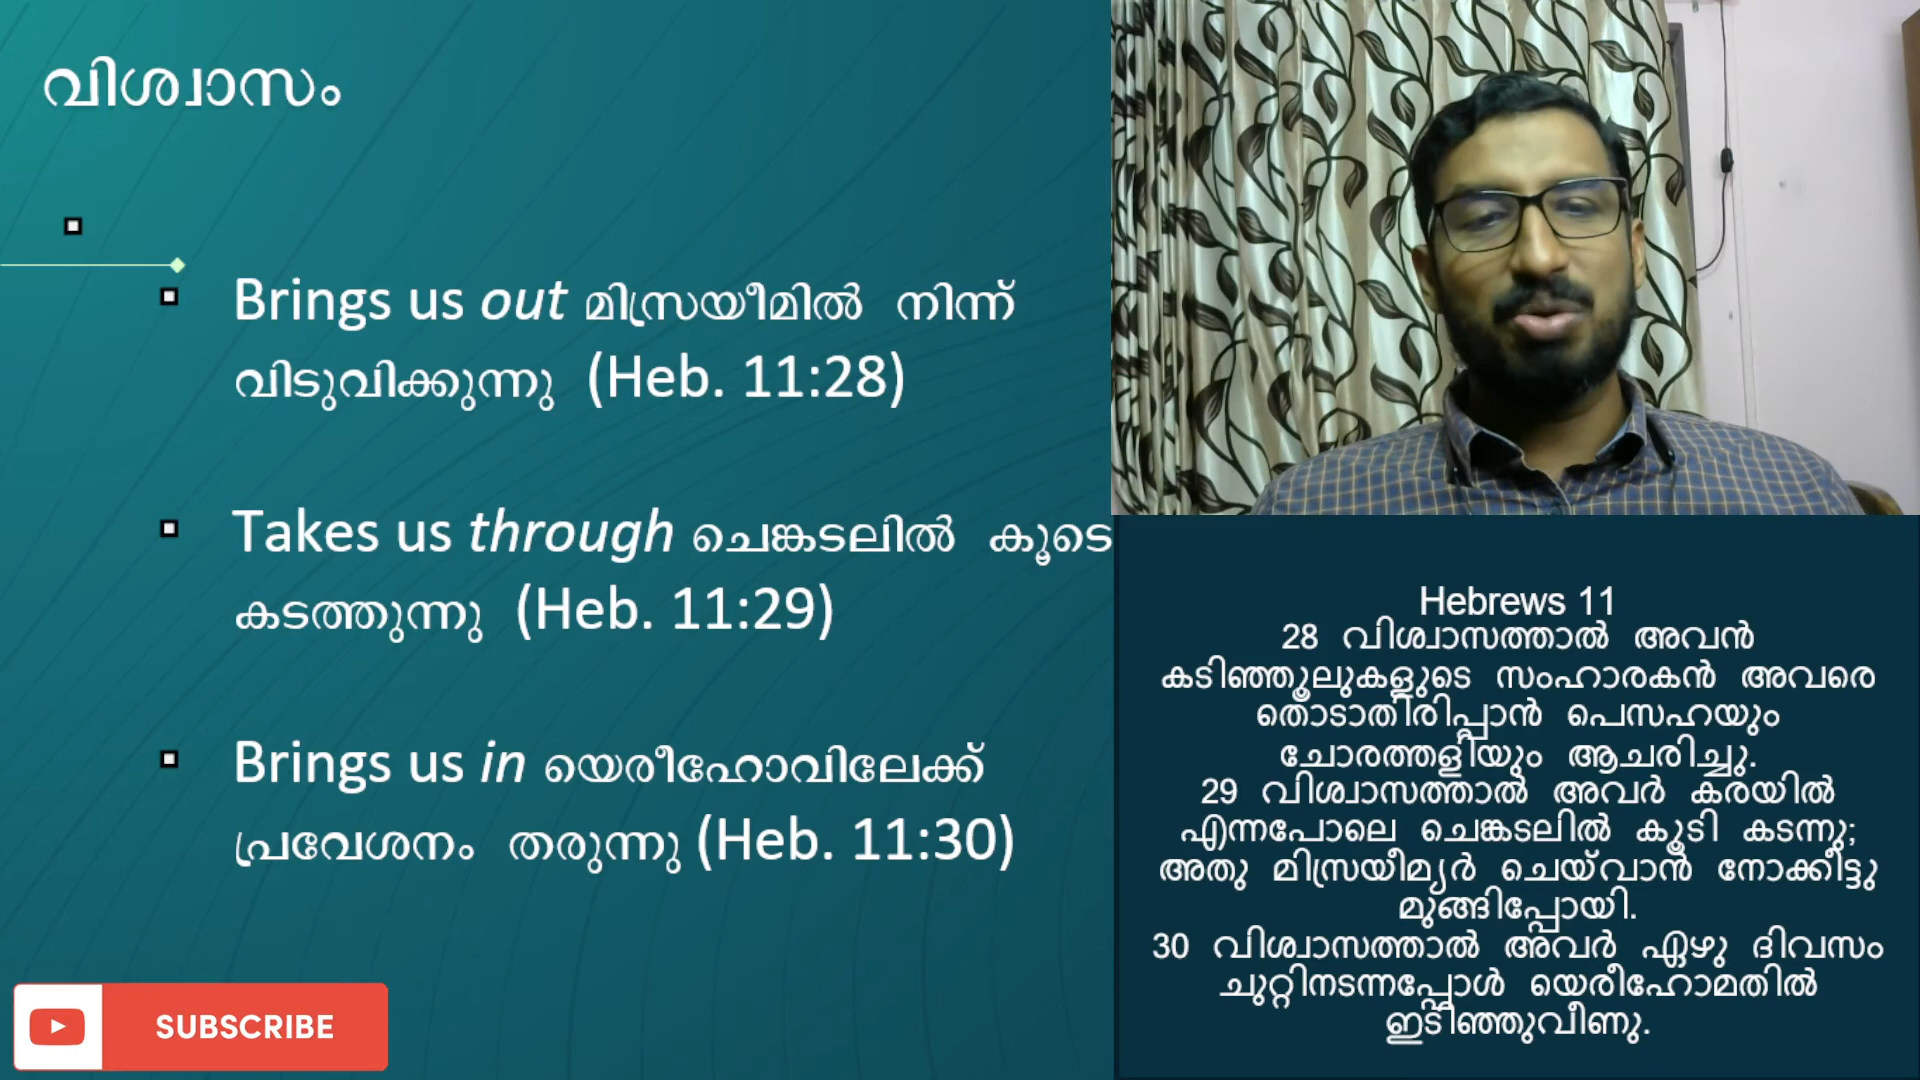 വിശ്വാസം
Brings us out മിസ്രയീമിൽ നിന്ന്
വിടുവിക്കുന്നു (Heb. 11:28)
Takes us through ചെങ്കടലിൽ കൂടെ
കടത്തുന്നു (Heb. 11:29)
Brings us in യെരീഹോവിലേക്ക്
പ്രവേശനം തരുന്നു (Heb. 11:30)
SUBSCRIBE
Hebrews 11
28 വിശ്വാസത്താൽ അവൻ
കടിഞ്ഞൂലുകളുടെ സംഹാരകൻ അവരെ
തൊടാതിരിപ്പാൻ പെസഹയും
ചോരത്തളിയും ആചരിച്ചു.
29 വിശ്വാസത്താൽ അവർ കരയിൽ
എന്നപോലെ ചെങ്കടലിൽ കൂടി കടന്നു;
അതു മിസ്രയീമ്യർ ചെയ്‌വാൻ നോക്കീട്ടു
മുങ്ങിപ്പോയി.
30 വിശ്വാസത്താൽ അവർ ഏഴു ദിവസം
ചുറ്റിനടന്നപ്പോൾ യെരീഹോമതിൽ
ഇടിഞ്ഞുവീണു.